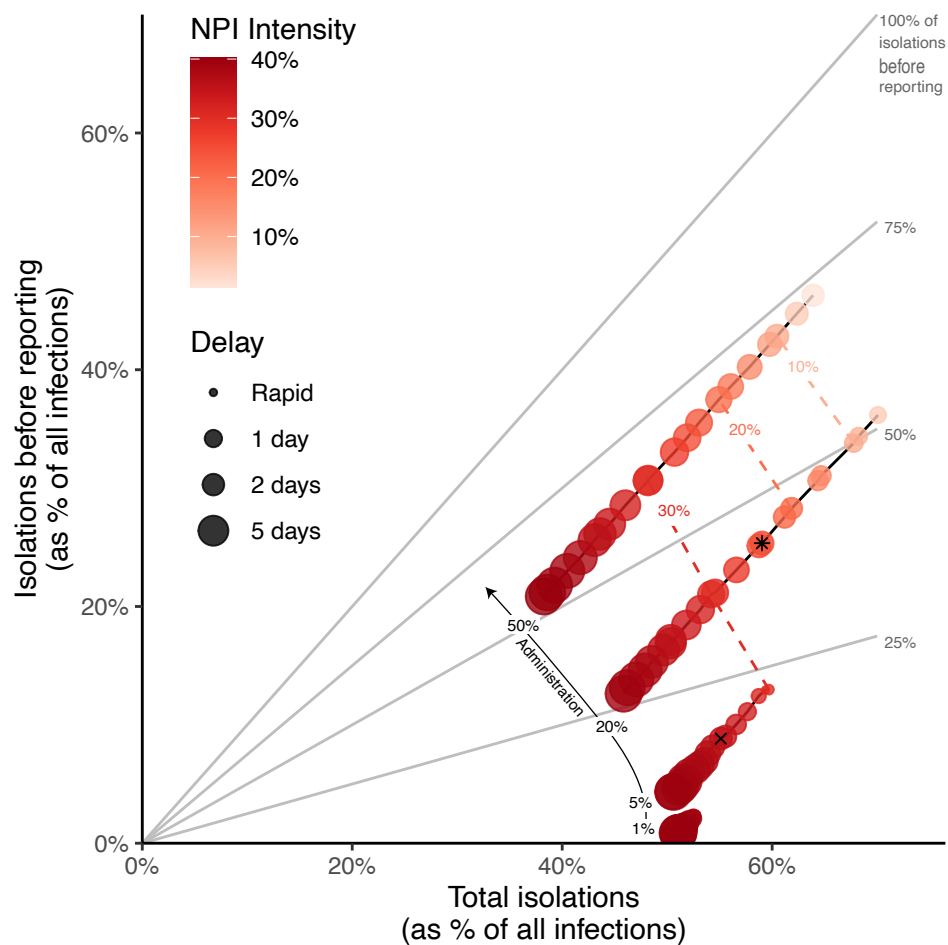 NPI Intensity
40%
30%
20%
10%
Delay
Rapid
1 day
2 days
5 days
100% of
isolations
before
reporting
75%
50%
25%
10%
20%
30%
50%
Administration
20%
5%
1%
Isolations before reporting
(as % of all infections)
60%
40%
20%
0%
0%
20%
40%
60%
Total isolations
(as % of all infections)